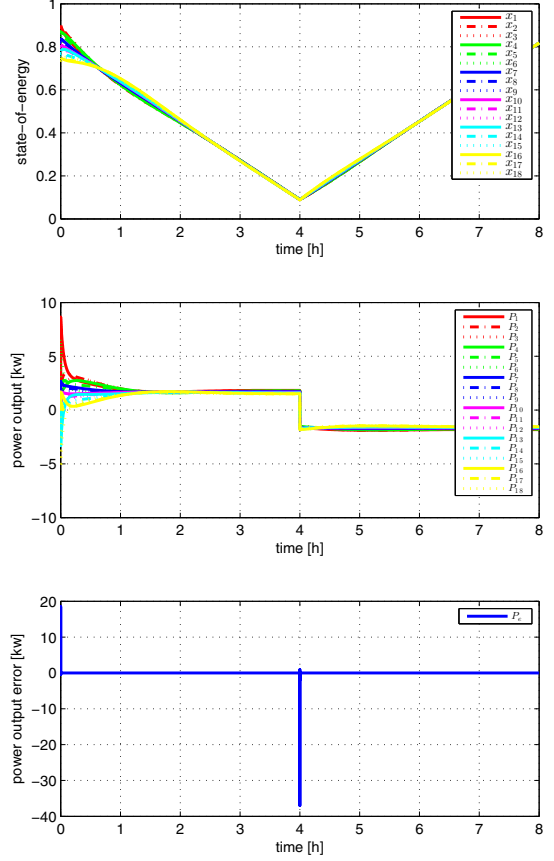 1
0.8
0.6
0.4
0.2
0
state−of−energy
0 1 2 3 4 5 6 7 8
time [h]
x1
x2
x3
x4
x5
x6
x7
x8
x9
x10
x11
x12
x13
x14
x15
x16
x17
x18
10
5
0
−5
−10
power output [kw]
0 1 2 3 4 5 6 7 8
time [h]
P1
P2
P3
P4
P5
P6
P7
P8
P9
P10
P11
P12
P13
P14
P15
P16
P17
P18
20
10
0
−10
−20
−30
−40
power output error [kw]
0 1 2 3 4 5 6 7 8
time [h]
Pe